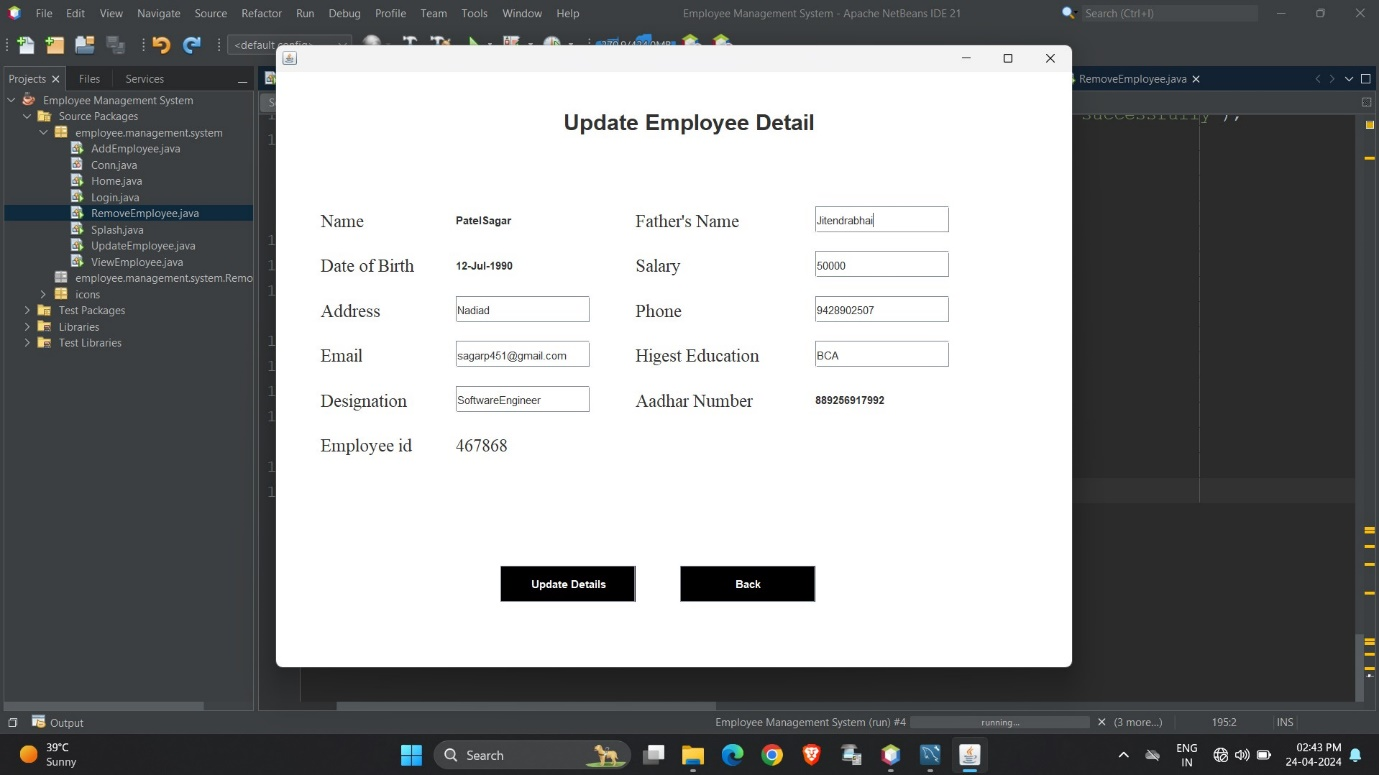 File Edit View Navigate Source Refactor Run Debug Profile Team Tools Window Help
Employee Management System - Apache NetBeans IDE 21
Search (Ctrl+I)
<default config>
Projects Files Services
RemoveEmployee.java
Employee Management System
Source Packages
employee.management.system
AddEmployee.java
Conn.java
Home.java
Login.java
RemoveEmployee.java
Splash.java
UpdateEmployee.java
ViewEmployee.java
employee.management.system.Remo
icons
Test Packages
Libraries
Test Libraries
Update Employee Detail
Name PatelSagar Father's Name Jitendrabhai
Date of Birth 12-Jul-1990 Salary 50000
Address Nadiad Phone 9428902507
Email sagarp451@gmail.com Higest Education BCA
Designation SoftwareEngineer Aadhar Number 889256917992
Employee id 467868
Update Details Back
Output
Employee Management System (run) #4 running... (3 more...) 195:2 INS
39°C
Sunny
Search
ENG
IN
02:43 PM
24-04-2024